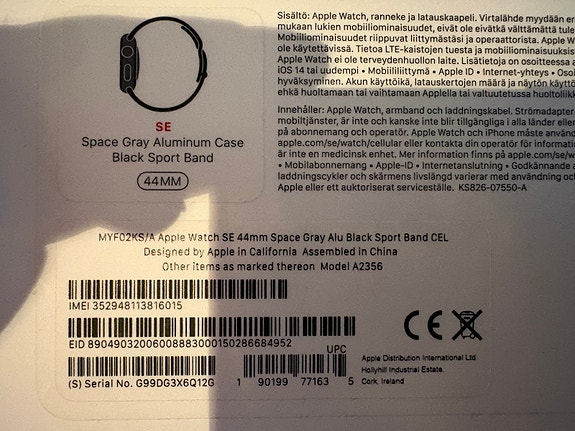 SE
Space Gray Aluminum Case
Black Sport Band
44MM
Sisältö: Apple Watch, ranneke ja latauskaapeli. Virtalähde myydään er
mukaan lukien mobiiliominaisuudet, eivät ole eivätkä välttämättä tule
Mobiiliominaisuudet riippuvat liittymästäsi ja operaattorista. Apple W
ole käytettävissä. Tietoa LTE-kaistojen tuesta ja mobiiliominaisuuksis
Apple Watch ei ole terveydenhuollon laite. Lisätietoja on osoitteessa a
iOS 14 tai uudempi • Mobiililiittymä • Apple ID • Internet-yhteys • Osoi
hyväksyminen. Akun käyttöikä, latauskertojen määrä ja näytön käyttö
ehkä huoltamaan tai vaihtamaan Applella tai valtuutetussa huoltoliikk
Innehåller: Apple Watch, armband och laddningskabel. Strömadapter
mobiltjänster, är inte och kanske inte blir tillgängliga i alla länder eller
på abonnemang och operatör. Apple Watch och iPhone måste använd
apple.com/se/watch/cellular eller kontakta din operatör för information
är inte en medicinsk enhet. Mer information finns på apple.com/se/w
• Mobilabonnemang • Apple-ID • Internetanslutning • Godkännande a
laddningscykler och skärmens livslängd varierar med användning oc
Apple eller ett auktoriserat serviceställe. KS826-07550-A
MYF02KS/A Apple Watch SE 44mm Space Gray Alu Black Sport Band CEL
Designed by Apple in California Assembled in China
Other items as marked thereon Model A2356
IMEI 352948113816015
EID 89049032006008883000150286684952
UPC
(S) Serial No. G99DG3X6Q12G
1 90199 77163 5
CE
Apple Distribution International Ltd.
Hollyhill Industrial Estate.
Cork, Ireland